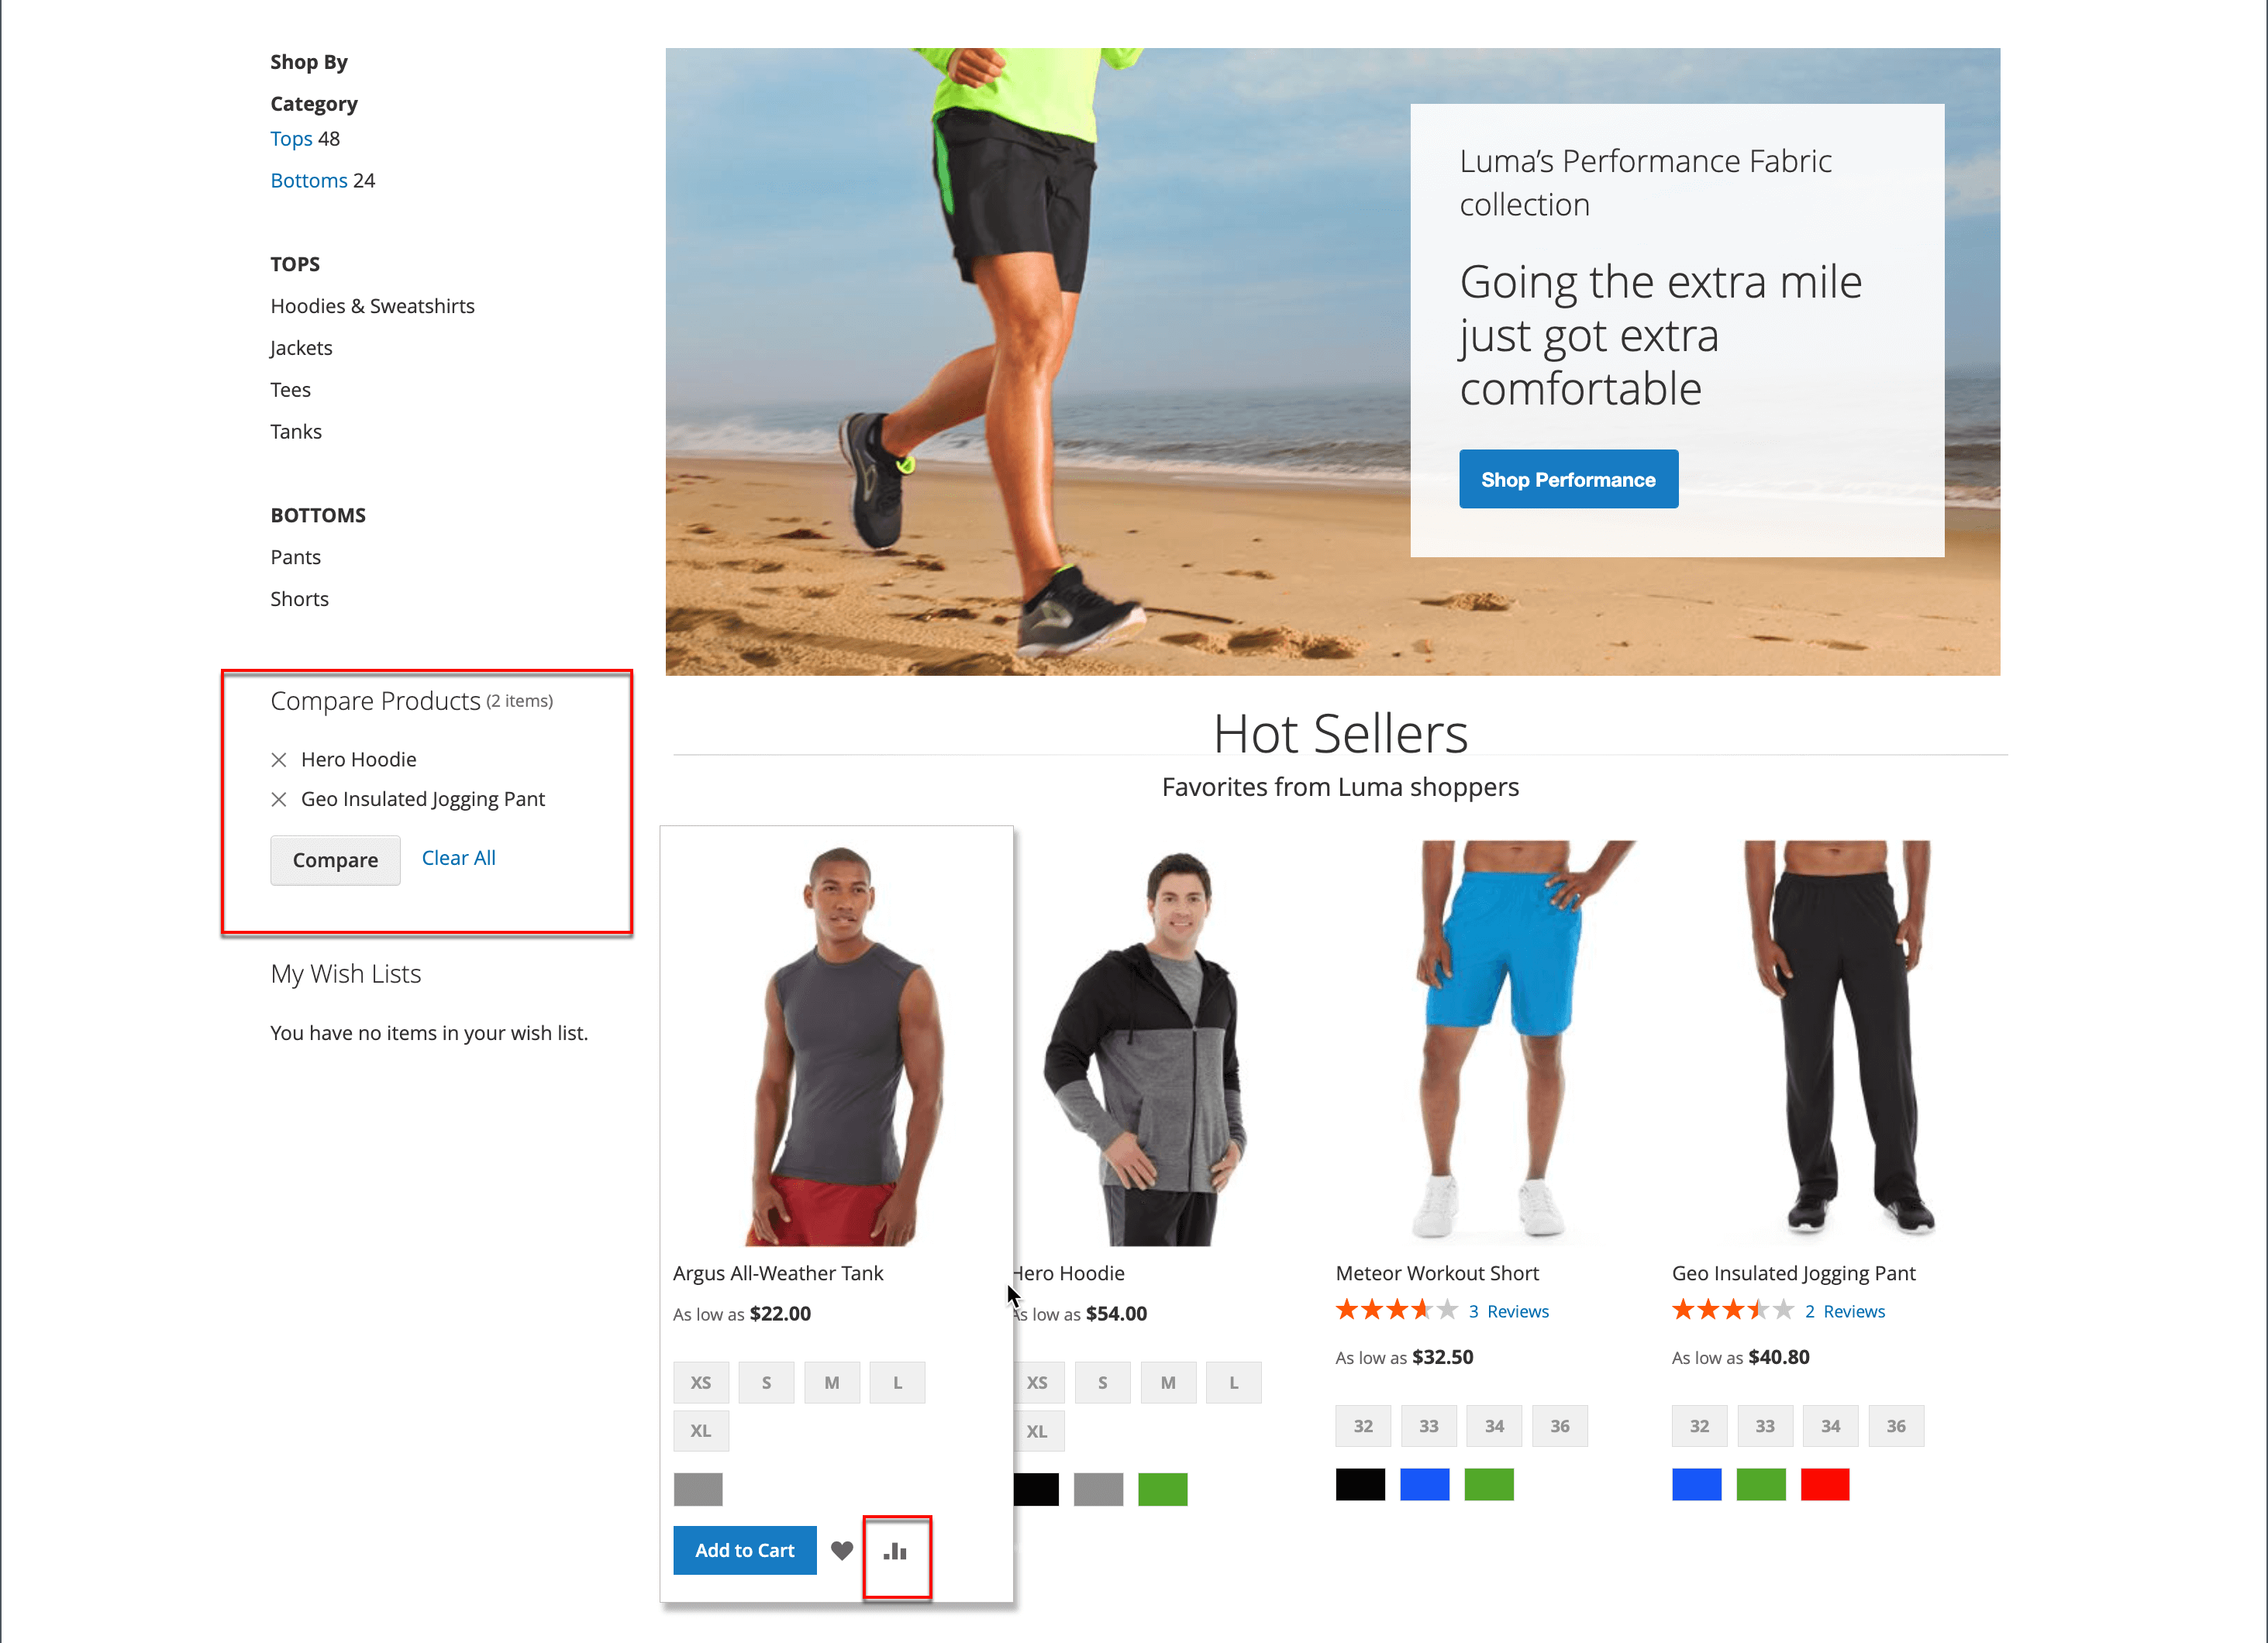 Shop By
Category
Tops 48
Bottoms 24
TOPS
Hoodies & Sweatshirts
Jackets
Tees
Tanks
BOTTOMS
Pants
Shorts
Compare Products (2 items)
Hero Hoodie
Geo Insulated Jogging Pant
Compare Clear All
My Wish Lists
You have no items in your wish list.
Luma’s Performance Fabric
collection
Going the extra mile
just got extra
comfortable
Shop Performance
Hot Sellers
Favorites from Luma shoppers
Argus All-Weather Tank
As low as $22.00
XS S M L
XL
Add to Cart
Hero Hoodie
As low as $54.00
XS S M L
XL
Meteor Workout Short
3 Reviews
As low as $32.50
32 33 34 36
Geo Insulated Jogging Pant
2 Reviews
As low as $40.80
32 33 34 36